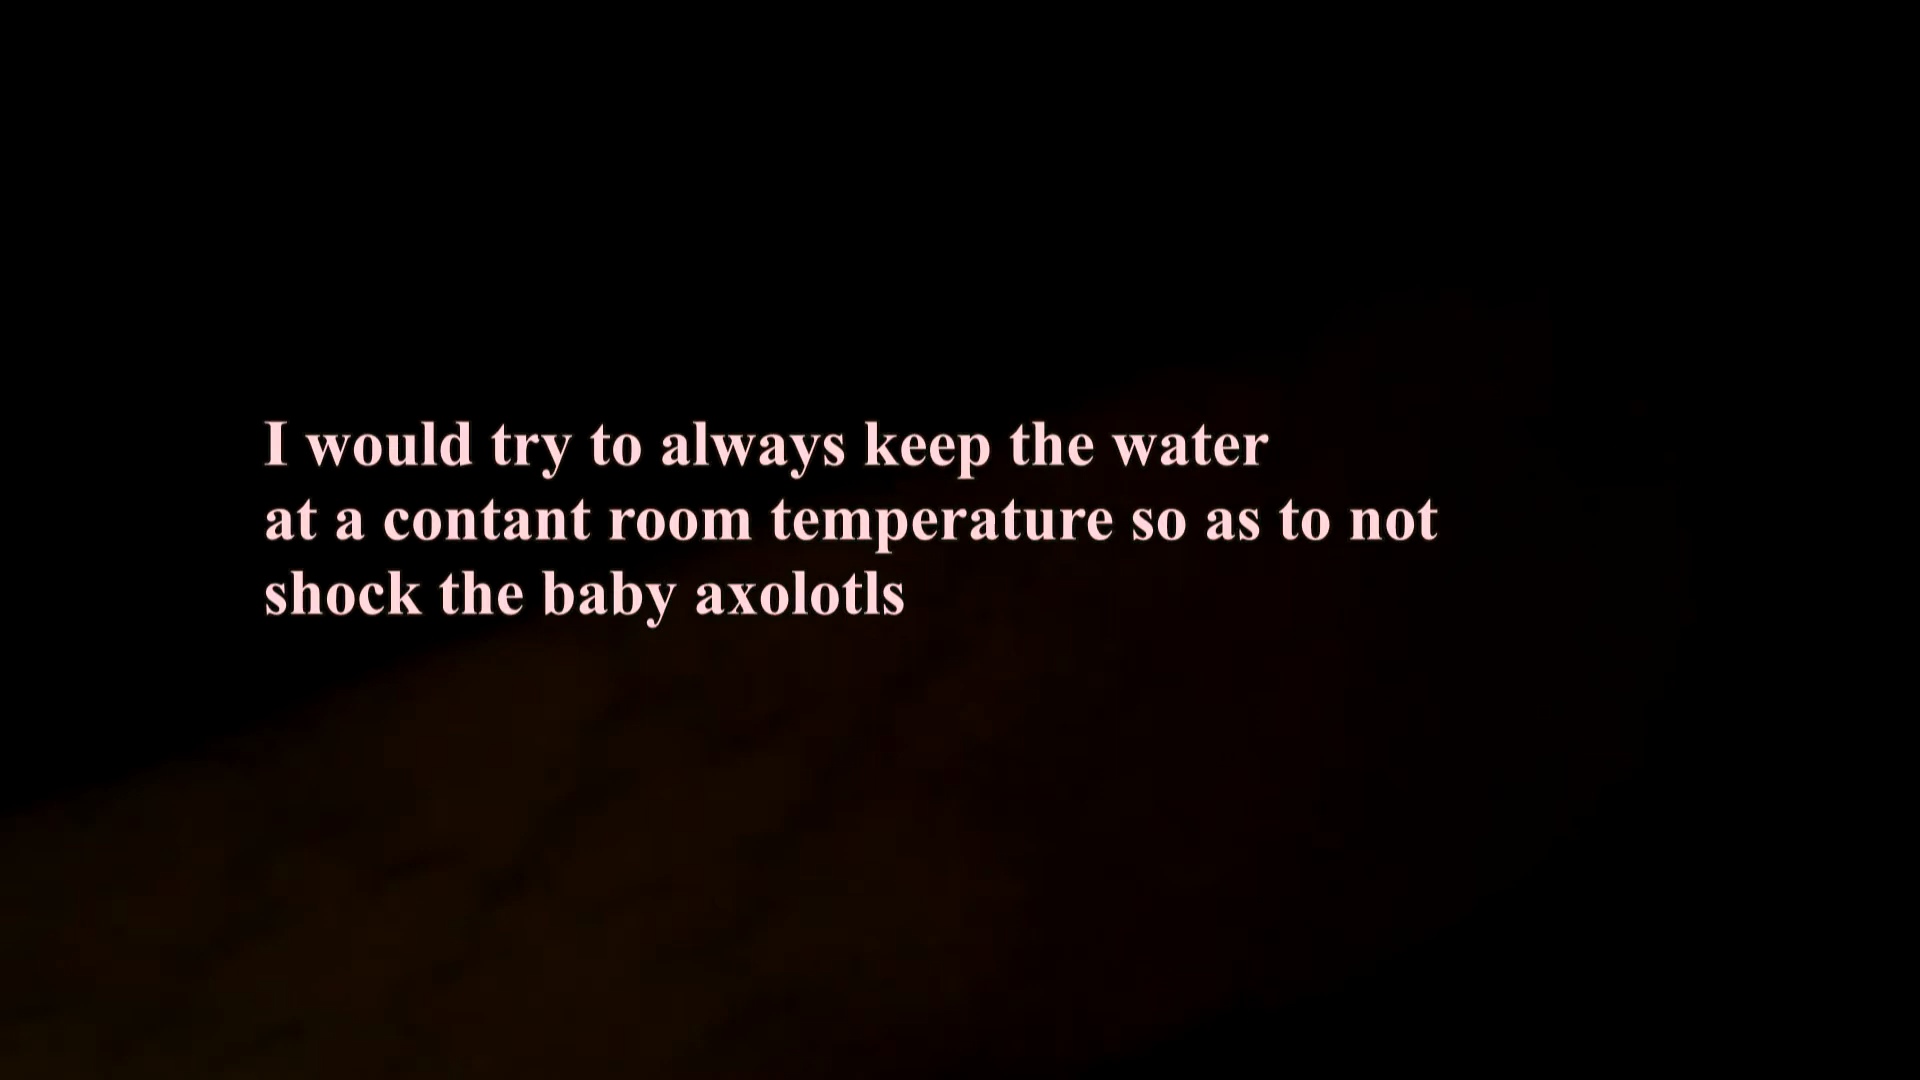 I would try to always keep the water
at a contant room temperature so as to not
shock the baby axolotls